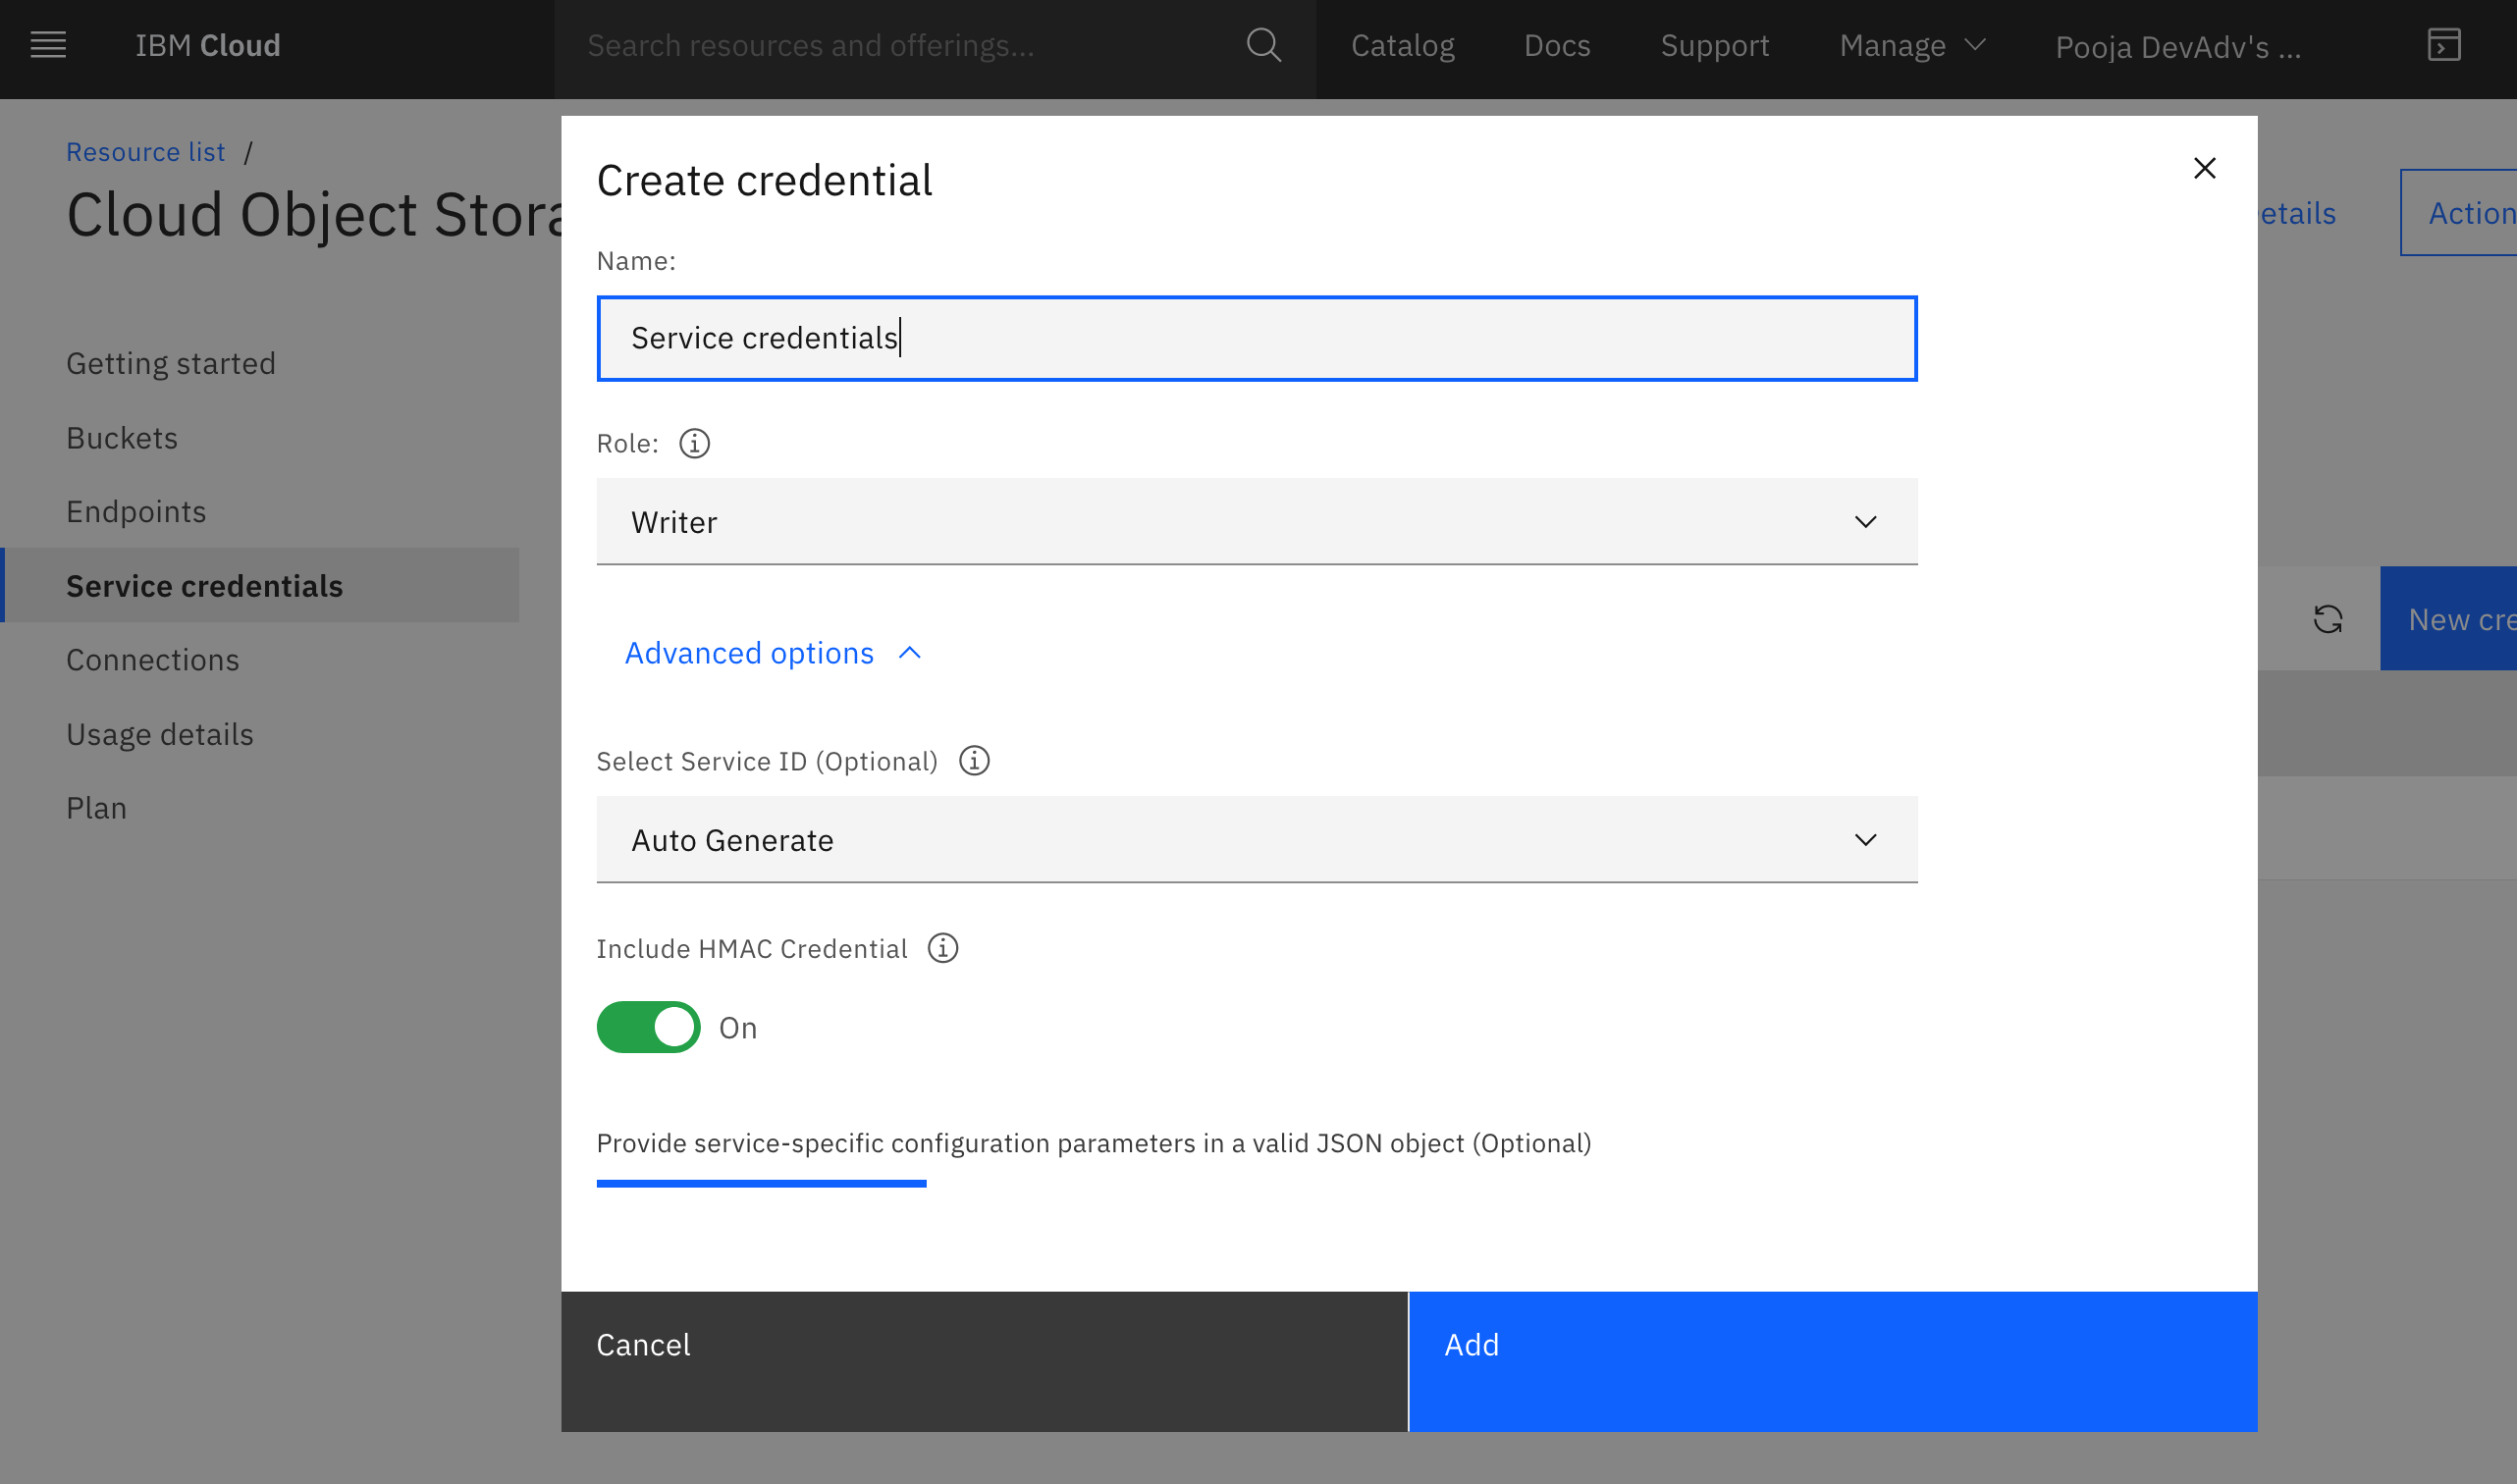 IBM Cloud
Search resources and offerings...
Catalog
Docs
Support
Manage
Pooja DevAdv's ...
Resource list /
Cloud Object Stora
etails
Action
Getting started
Buckets
Endpoints
Service credentials
Connections
Usage details
Plan
New cre
Create credential
Name:
Service credentials
Role:
Writer
Advanced options
Select Service ID (Optional)
Auto Generate
Include HMAC Credential
On
Provide service-specific configuration parameters in a valid JSON object (Optional)
Cancel
Add